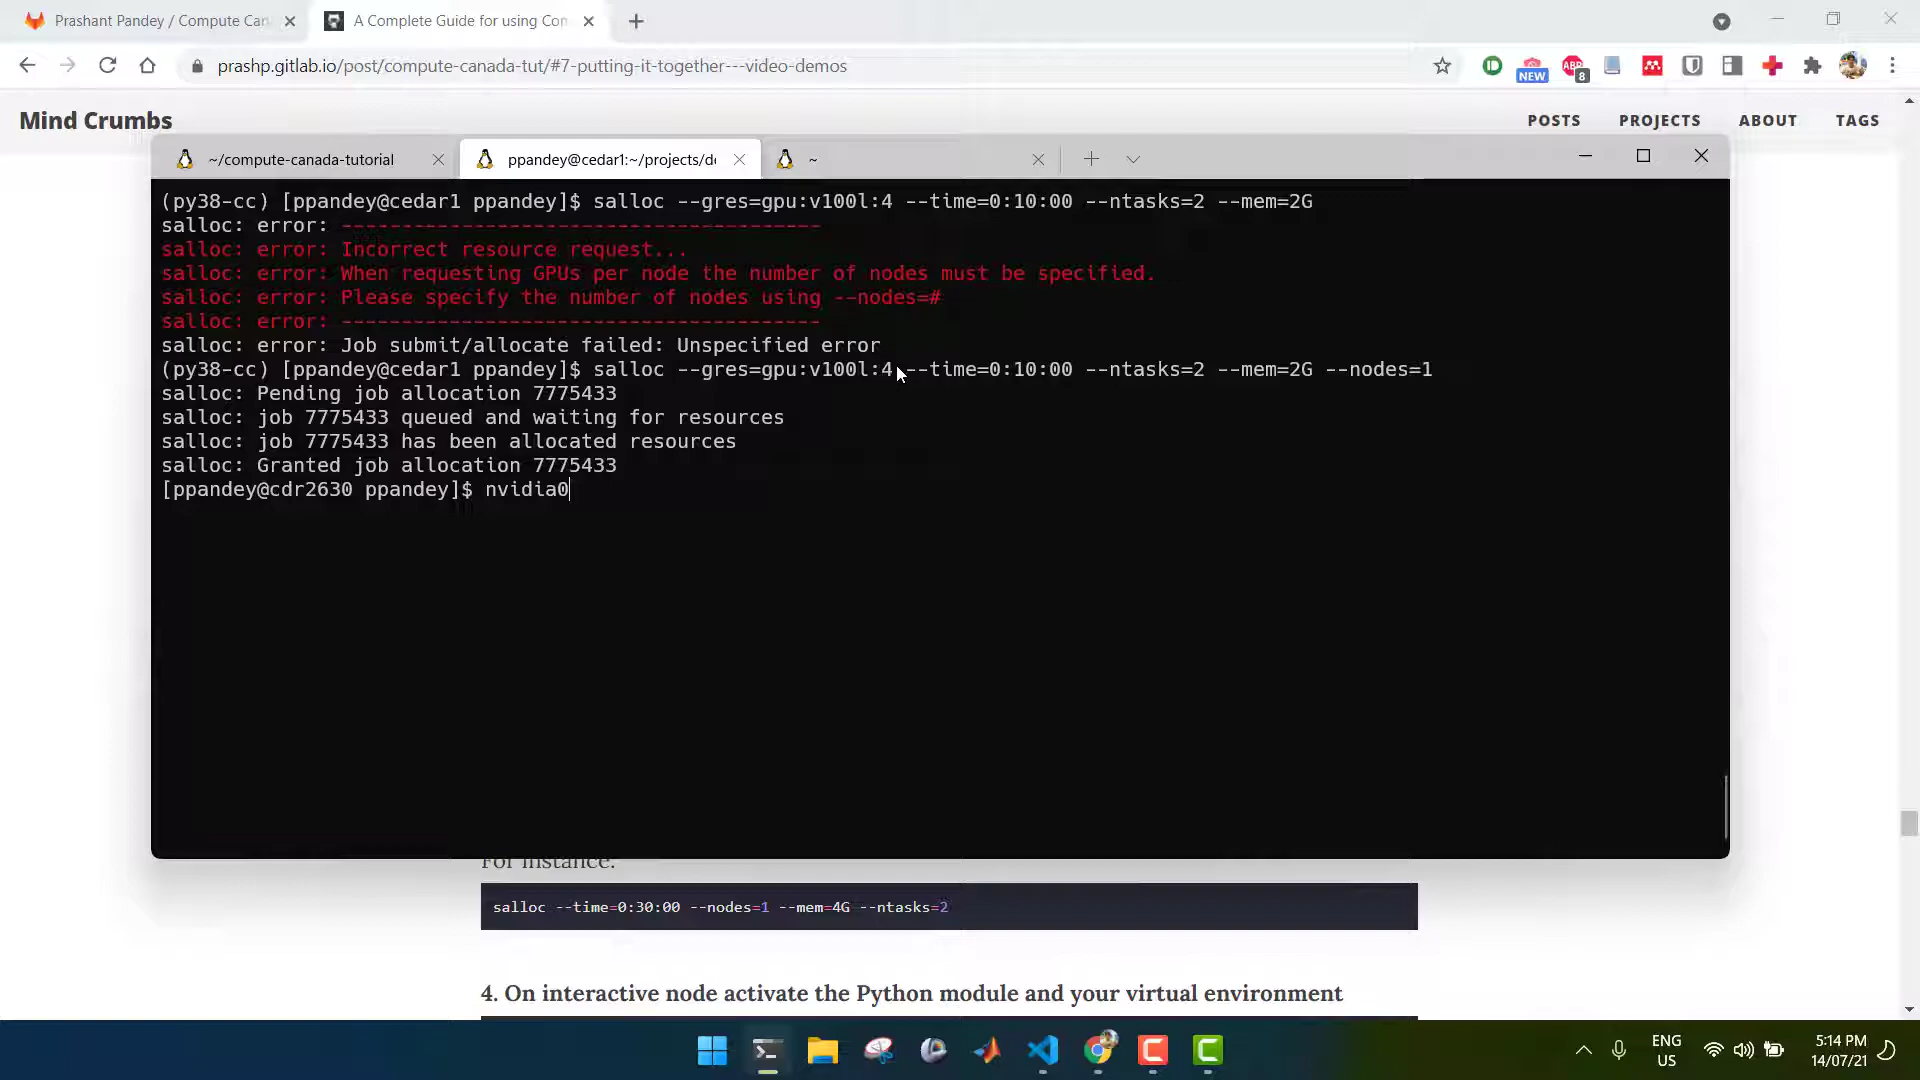 Prashant Pandey / Compute Can
A Complete Guide for using Com
prashp.gitlab.io/post/compute-canada-tut/#7-putting-it-together---video-demos
NEW
ABP
8
Mind Crumbs
POSTS
PROJECTS
ABOUT
TAGS
~/compute-canada-tutorial
ppandey@cedar1:~/projects/de
~
(py38-cc) [ppandey@cedar1 ppandey]$ salloc --gres=gpu:v100l:4 --time=0:10:00 --ntasks=2 --mem=2G
salloc: error: ----------------------------------------
salloc: error: Incorrect resource request...
salloc: error: When requesting GPUs per node the number of nodes must be specified.
salloc: error: Please specify the number of nodes using --nodes=#
salloc: error: ----------------------------------------
salloc: error: Job submit/allocate failed: Unspecified error
(py38-cc) [ppandey@cedar1 ppandey]$ salloc --gres=gpu:v100l:4 --time=0:10:00 --ntasks=2 --mem=2G --nodes=1
salloc: Pending job allocation 7775433
salloc: job 7775433 queued and waiting for resources
salloc: job 7775433 has been allocated resources
salloc: Granted job allocation 7775433
[ppandey@cdr2630 ppandey]$ nvidia0
For instance:
salloc --time=0:30:00 --nodes=1 --mem=4G --ntasks=2
4. On interactive node activate the Python module and your virtual environment
ENG
US
5:14 PM
14/07/21